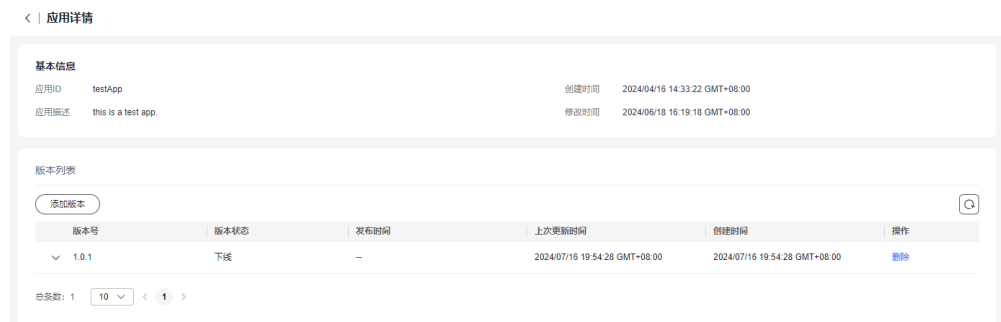 应用详情
基本信息
应用ID testApp 创建时间 2024/04/16 14:33:22 GMT+08:00
应用描述 this is a test app. 修改时间 2024/06/18 16:19:18 GMT+08:00
版本列表
添加版本
版本号 版本状态 发布时间 上次更新时间 创建时间 操作
1.0.1 下线 -- 2024/07/16 19:54:28 GMT+08:00 2024/07/16 19:54:28 GMT+08:00 删除
总条数: 1 10 < 1 >